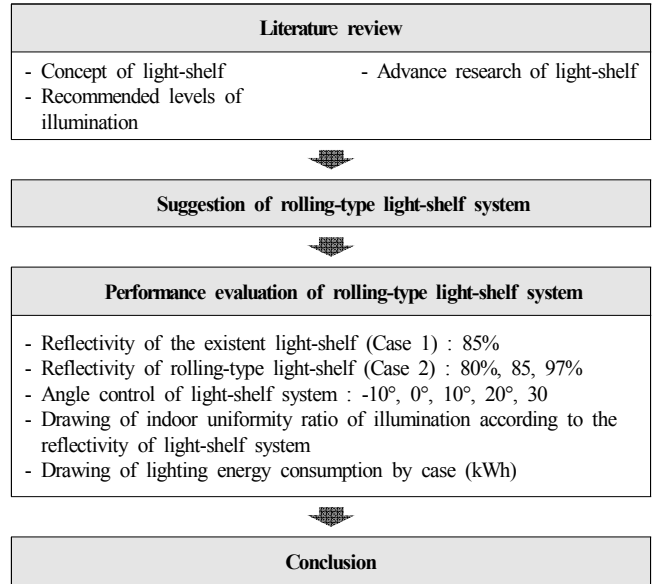 Literature review
- Concept of light-shelf
- Recommended levels of
illumination
- Advance research of light-shelf
Suggestion of rolling-type light-shelf system
Performance evaluation of rolling-type light-shelf system
- Reflectivity of the existent light-shelf (Case 1) : 85%
- Reflectivity of rolling-type light-shelf (Case 2) : 80%, 85, 97%
- Angle control of light-shelf system : -10°, 0°, 10°, 20°, 30
- Drawing of indoor uniformity ratio of illumination according to the
reflectivity of light-shelf system
- Drawing of lighting energy consumption by case (kWh)
Conclusion